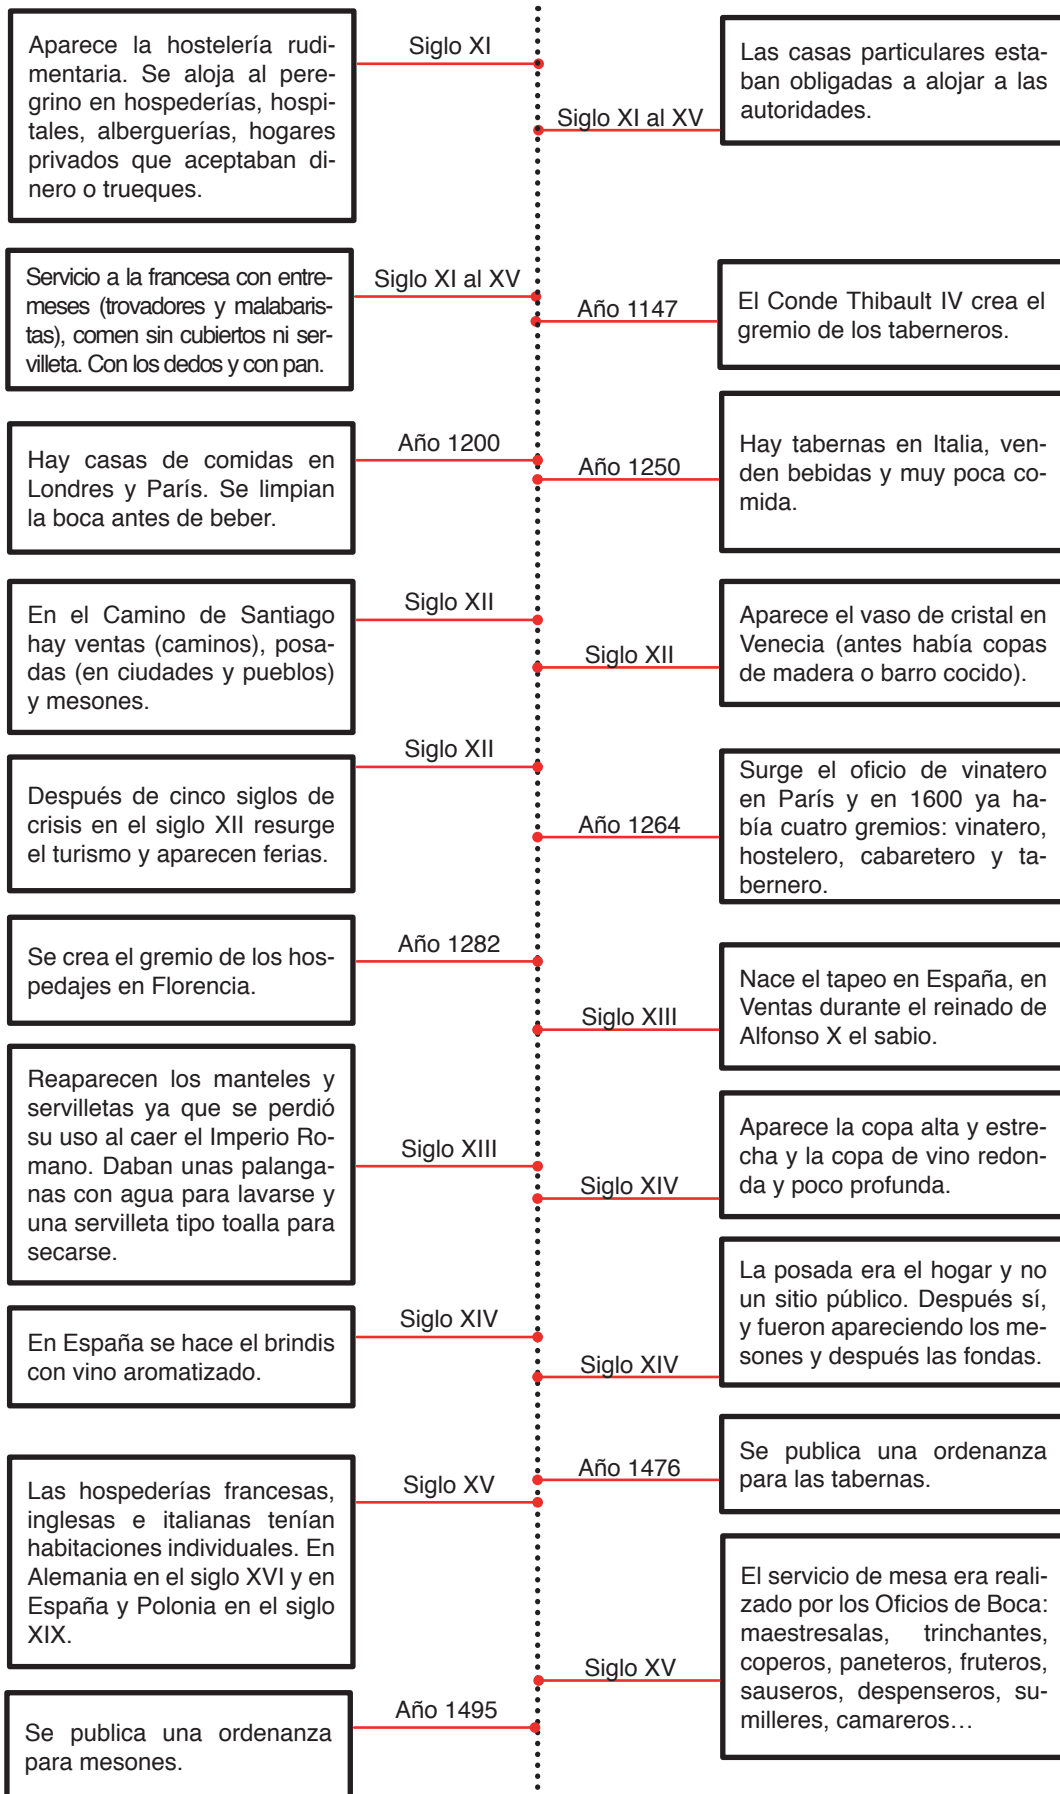 Siglo XI
Aparece la hostelería rudi-
mentaria. Se aloja al pere-
grino en hospederías, hospi-
tales, alberguerías, hogares
privados que aceptaban di-
nero o trueques.
Siglo XI al XV
Las casas particulares esta-
ban obligadas a alojar a las
autoridades.
Siglo XI al XV
Servicio a la francesa con entre-
meses (trovadores y malabaris-
tas), comen sin cubiertos ni ser-
villeta. Con los dedos y con pan.
Año 1147
El Conde Thibault IV crea el
gremio de los taberneros.
Año 1200
Hay casas de comidas en
Londres y París. Se limpian
la boca antes de beber.
Año 1250
Hay tabernas en Italia, ven-
den bebidas y muy poca co-
mida.
Siglo XII
En el Camino de Santiago
hay ventas (caminos), posa-
das (en ciudades y pueblos)
y mesones.
Siglo XII
Aparece el vaso de cristal en
Venecia (antes había copas
de madera o barro cocido).
Siglo XII
Después de cinco siglos de
crisis en el siglo XII resurge
el turismo y aparecen ferias.
Año 1264
Surge el oficio de vinatero
en París y en 1600 ya ha-
bía cuatro gremios: vinatero,
hostelero, cabaretero y ta-
bernero.
Año 1282
Se crea el gremio de los hos-
pedajes en Florencia.
Siglo XIII
Nace el tapeo en España, en
Ventas durante el reinado de
Alfonso X el sabio.
Siglo XIII
Reaparecen los manteles y
servilletas ya que se perdió
su uso al caer el Imperio Ro-
mano. Daban unas palanga-
nas con agua para lavarse y
una servilleta tipo toalla para
secarse.
Siglo XIV
Aparece la copa alta y estre-
cha y la copa de vino redon-
da y poco profunda.
Siglo XIV
En España se hace el brindis
con vino aromatizado.
Siglo XIV
La posada era el hogar y no
un sitio público. Después sí,
y fueron apareciendo los me-
sones y después las fondas.
Año 1476
Se publica una ordenanza
para las tabernas.
Siglo XV
Las hospederías francesas,
inglesas e italianas tenían
habitaciones individuales. En
Alemania en el siglo XVI y en
España y Polonia en el siglo
XIX.
Siglo XV
El servicio de mesa era reali-
zado por los Oficios de Boca:
maestresalas, trinchantes,
coperos, paneteros, fruteros,
sauseros, despenseros, su-
milleres, camareros…
Año 1495
Se publica una ordenanza
para mesones.